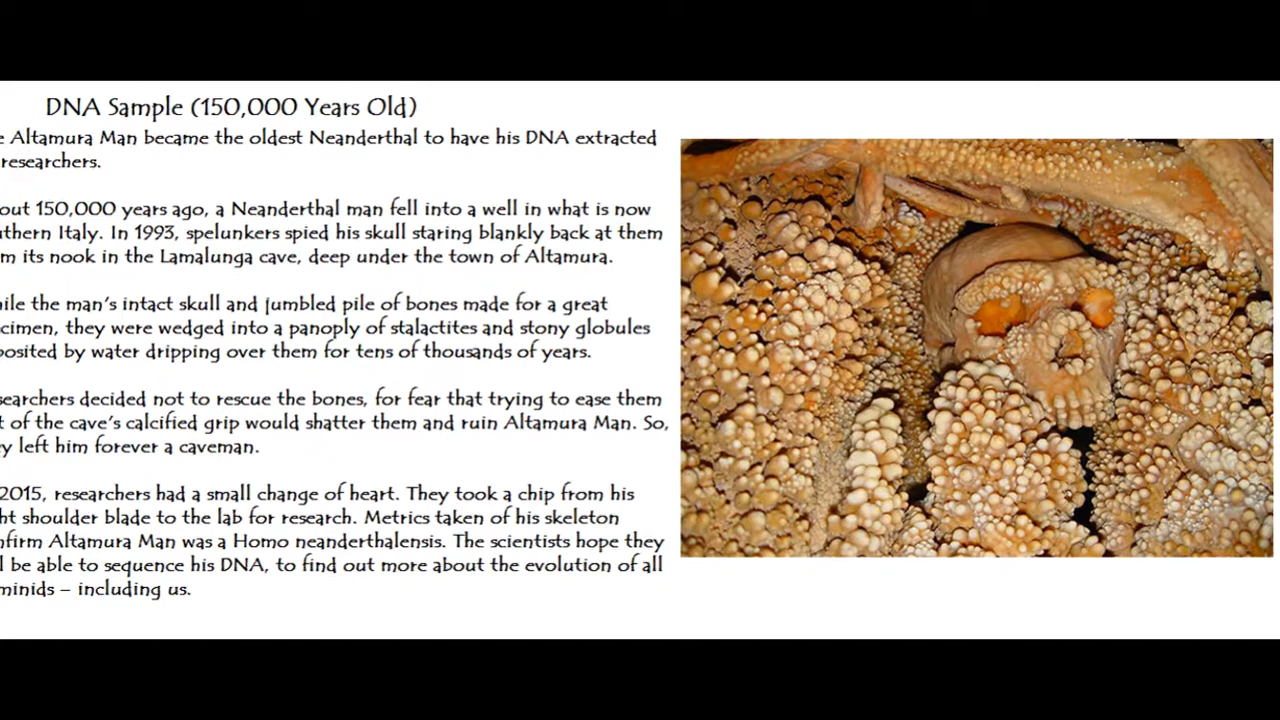 DNA Sample (150,000 Years Old)
e Altamura Man became the oldest Neanderthal to have his DNA extracted
researchers.
out 150,000 years ago, a Neanderthal man fell into a well in what is now
uthern Italy. In 1993, spelunkers spied his skull staring blankly back at them
m its nook in the Lamalunga cave, deep under the town of Altamura.
ile the man's intact skull and jumbled pile of bones made for a great
cimen, they were wedged into a panoply of stalactites and stony globules
posited by water dripping over them for tens of thousands of years.
searchers decided not to rescue the bones, for fear that trying to ease them
t of the cave's calcified grip would shatter them and ruin Altamura Man. So,
ey left him forever a caveman.
2015, researchers had a small change of heart. They took a chip from his
ht shoulder blade to the lab for research. Metrics taken of his skeleton
nfirm Altamura Man was a Homo neanderthalensis. The scientists hope they
l be able to sequence his DNA, to find out more about the evolution of all
minids – including us.